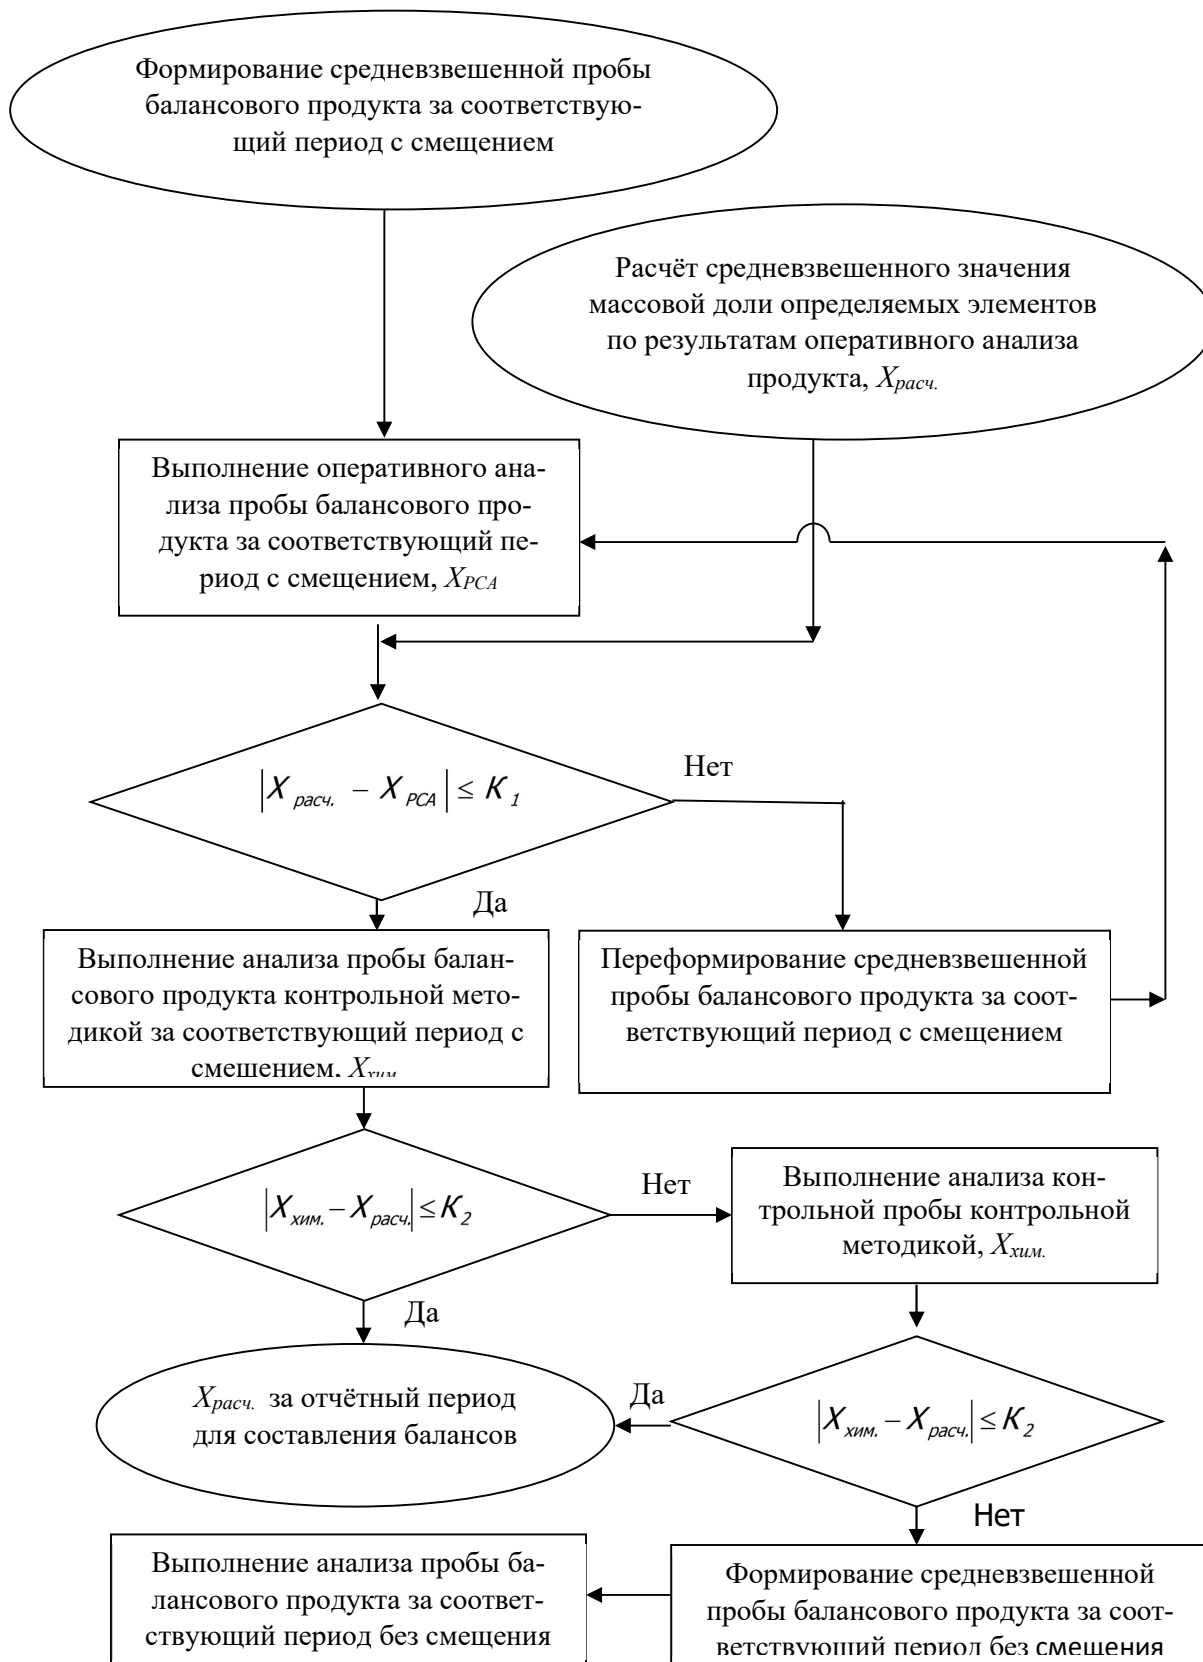 Формирование средневзвешенной пробы
балансового продукта за соответствую-
щий период с смещением
Расчёт средневзвешенного значения
массовой доли определяемых элементов
по результатам оперативного анализа
продукта, Xрасч.
Выполнение оперативного ана-
лиза пробы балансового про-
дукта за соответствующий пе-
риод с смещением, XРСА
|X расч. – X РСА| ≤ K 1
Нет
Да
Выполнение анализа пробы балан-
сового продукта контрольной мето-
дикой за соответствующий период с
смещением, Xхим
Переформирование средневзвешенной
пробы балансового продукта за соот-
ветствующий период с смещением
|Xхим. – Xрасч.| ≤ K2
Нет
Да
Выполнение анализа кон-
трольной пробы контрольной
методикой, Xхим.
Xрасч. за отчётный период
для составления балансов
Да
|Xхим. – Xрасч.| ≤ K2
Нет
Выполнение анализа пробы ба-
лансового продукта за соответ-
ствующий период без смещения
Формирование средневзвешенной
пробы балансового продукта за соот-
ветствующий период без смещения